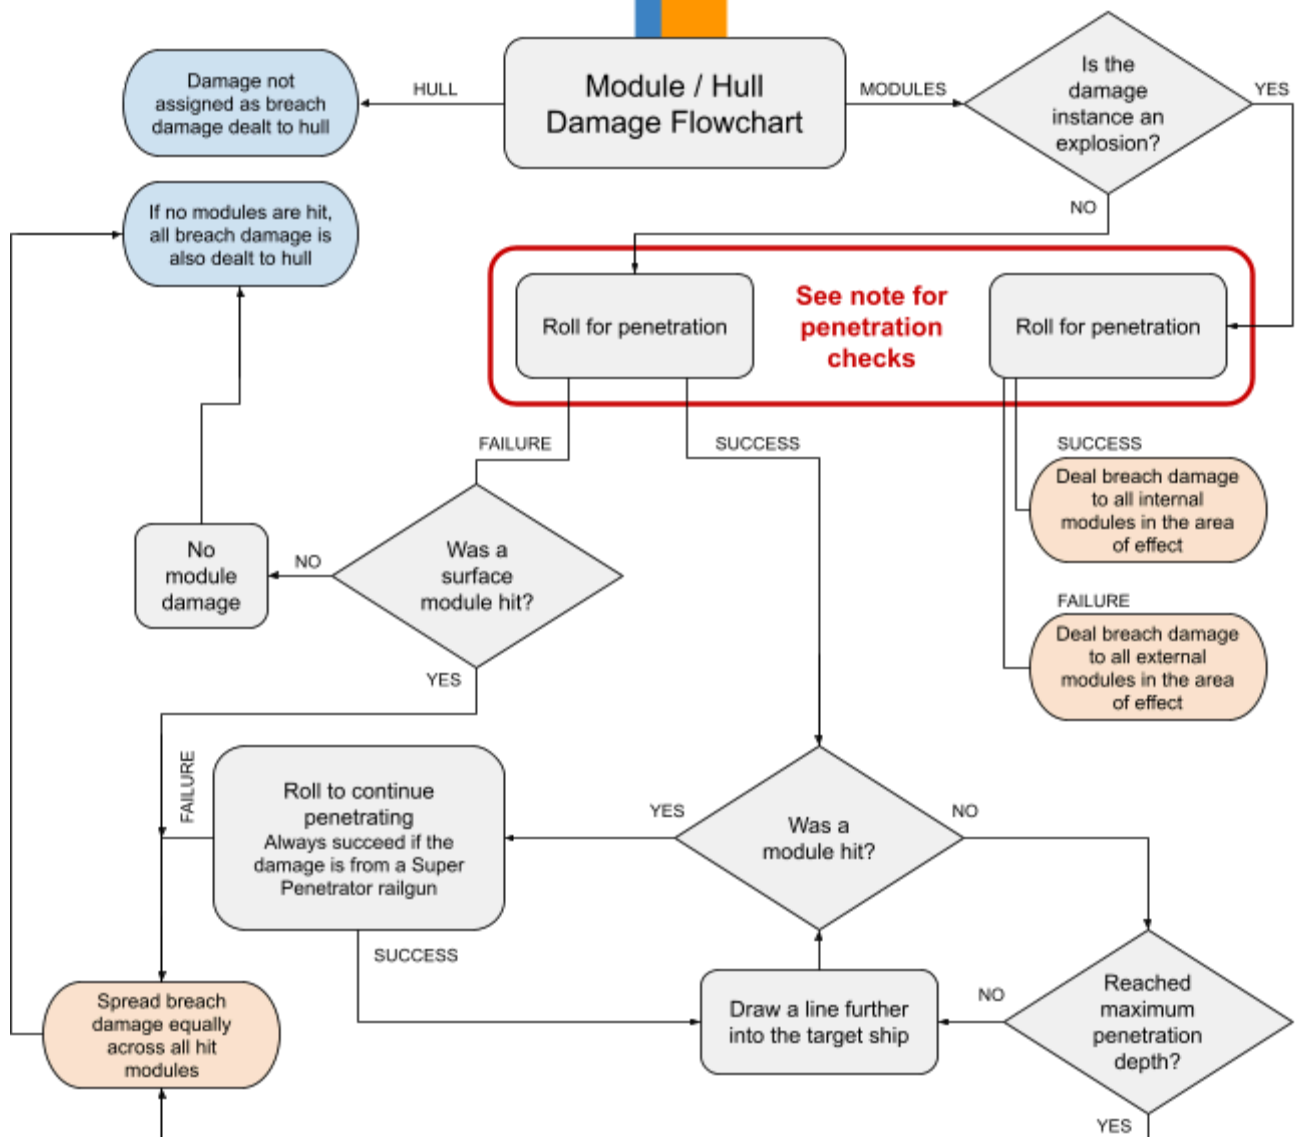 Module / Hull
Damage Flowchart
HULL
MODULES
Damage not
assigned as breach
damage dealt to hull
Is the
damage
instance an
explosion?
YES
NO
If no modules are hit,
all breach damage is
also dealt to hull
Roll for penetration
See note for
penetration
checks
Roll for penetration
FAILURE
SUCCESS
SUCCESS
Deal breach damage
to all internal
modules in the area
of effect
No
module
damage
NO
Was a
surface
module hit?
YES
FAILURE
Deal breach damage
to all external
modules in the area
of effect
FAILURE
Roll to continue
penetrating
Always succeed if the
damage is from a Super
Penetrator railgun
YES
Was a
module hit?
NO
SUCCESS
Spread breach
damage equally
across all hit
modules
Draw a line further
into the target ship
NO
Reached
maximum
penetration
depth?
YES